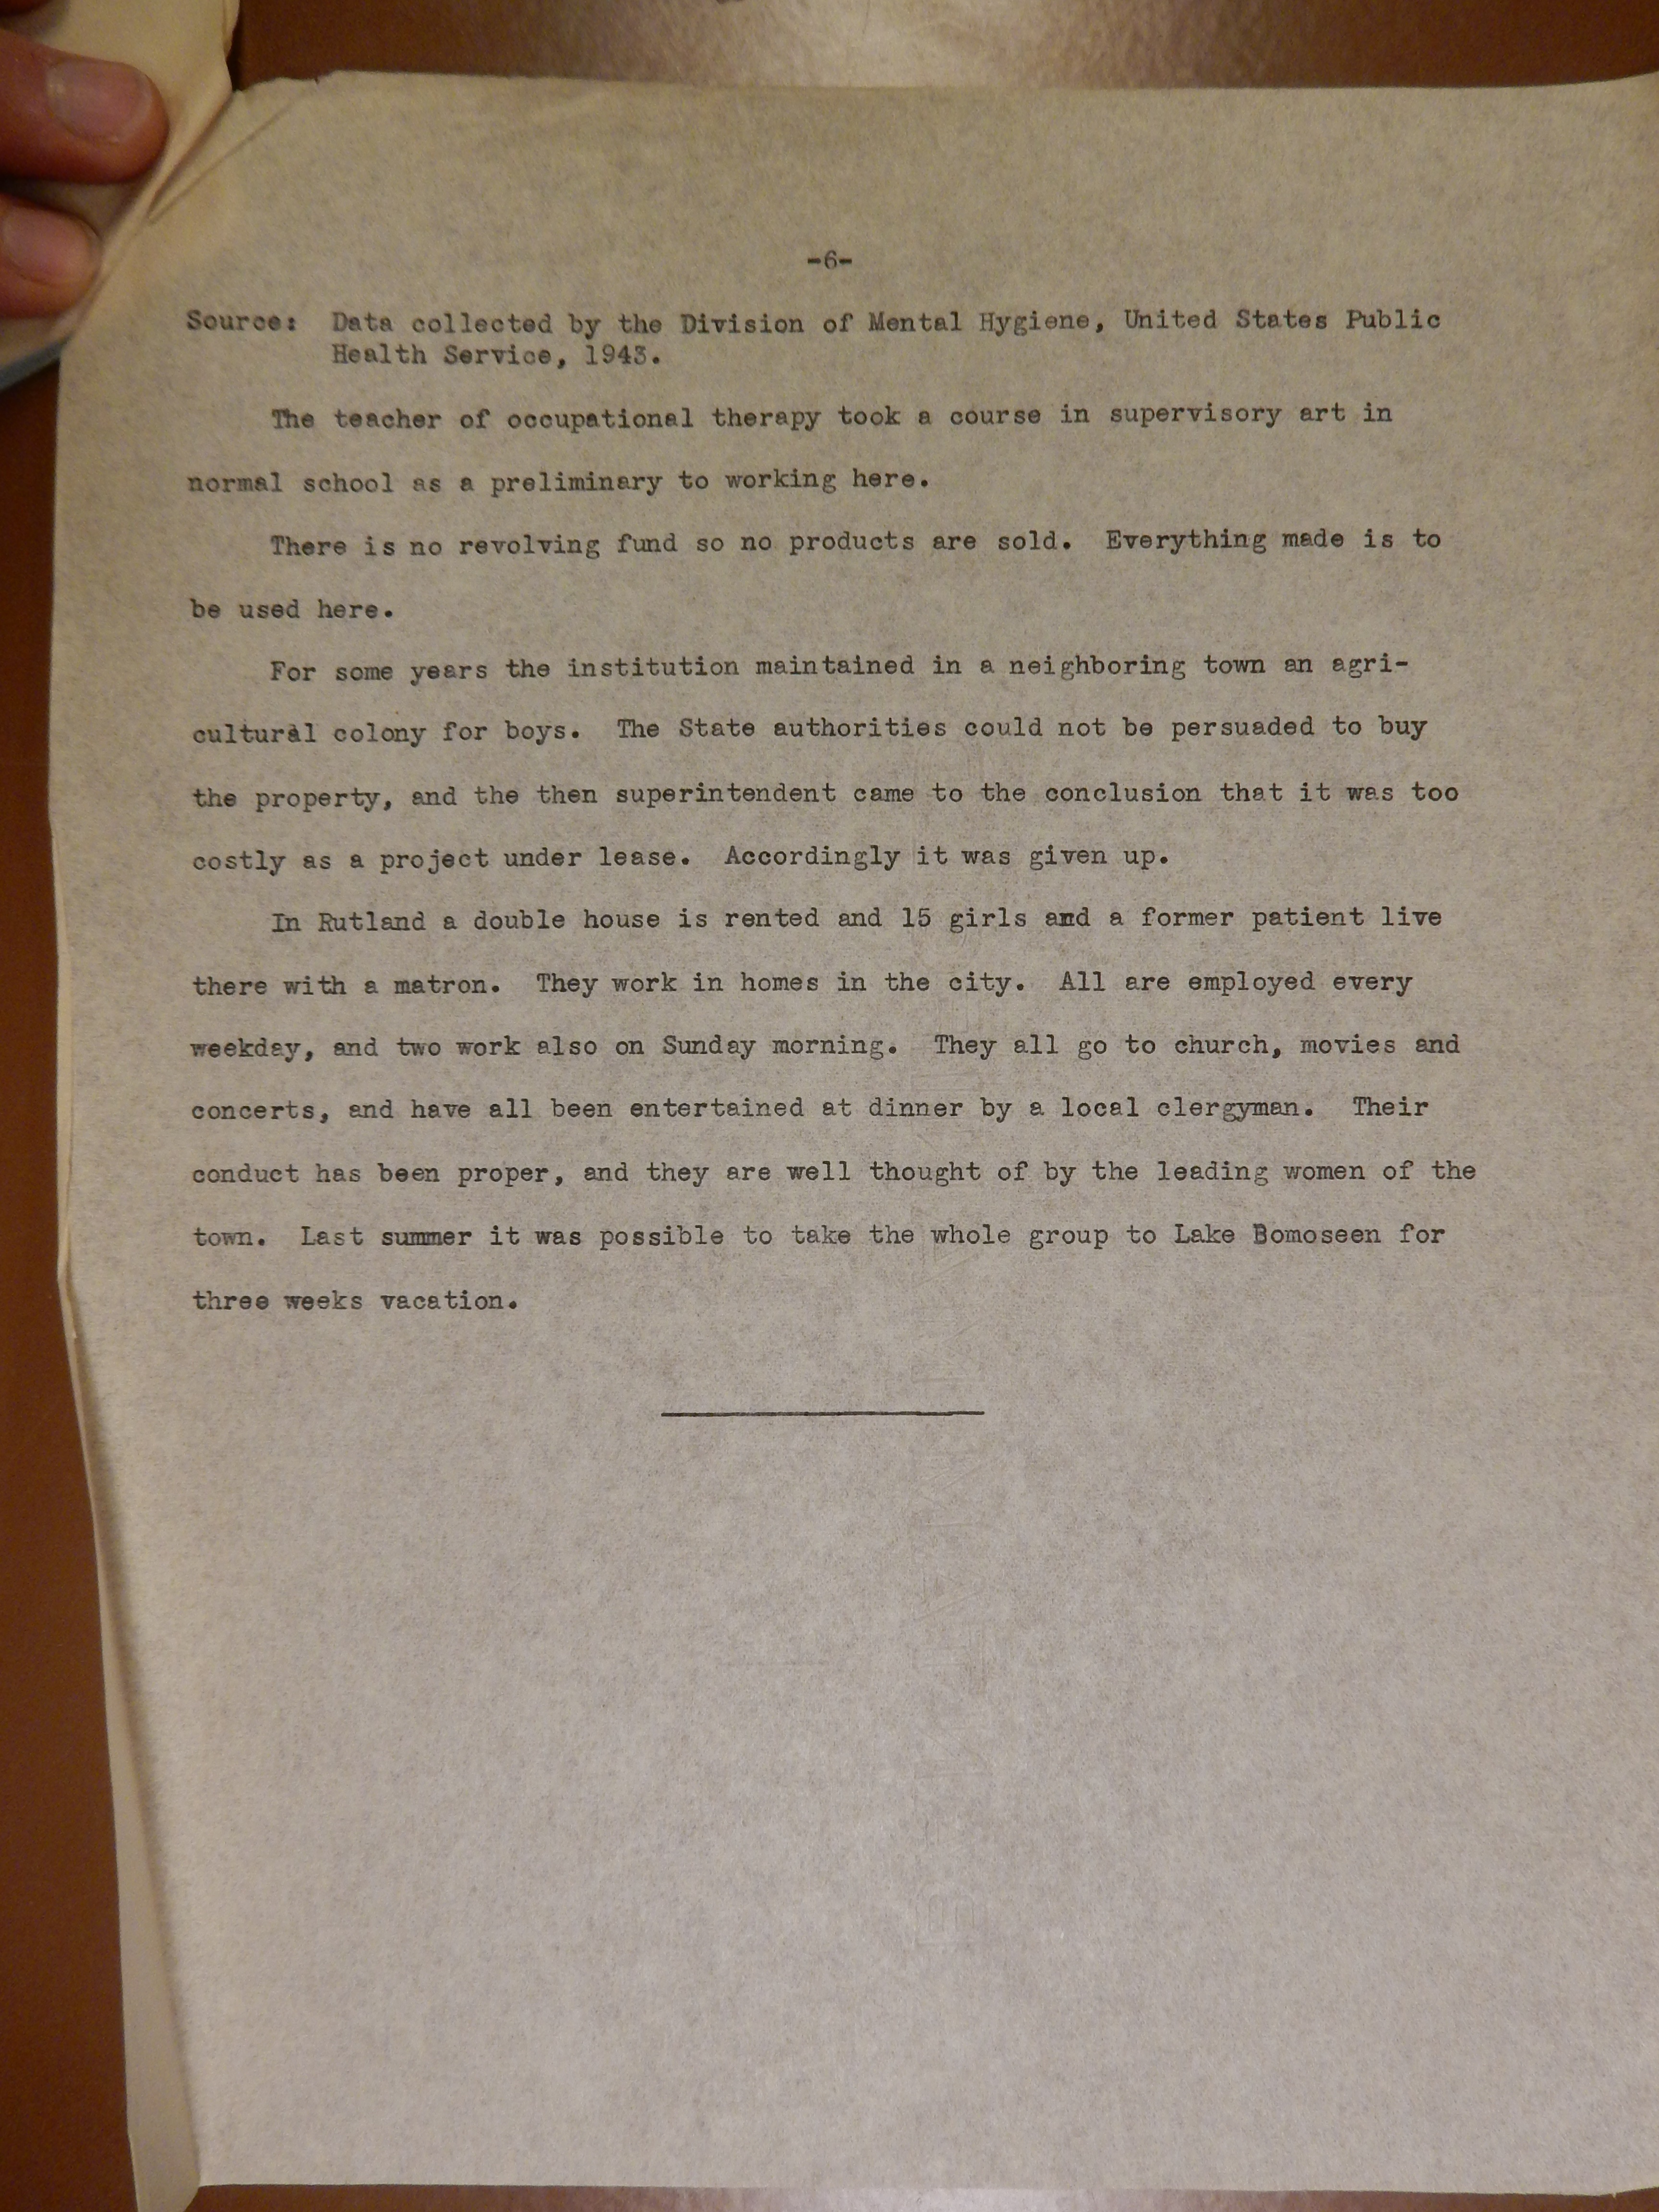 -6-
Source: Data collected by the Division of Mental Hygiene, United States Public
Health Service, 1943.
The teacher of occupational therapy took a course in supervisory art in
normal school as a preliminary to working here.
There is no revolving fund so no products are sold. Everything made is to
be used here.
For some years the institution maintained in a neighboring town an agri-
cultural colony for boys. The State authorities could not be persuaded to buy
the property, and the then superintendent came to the conclusion that it was too
costly as a project under lease. Accordingly it was given up.
In Rutland a double house is rented and 15 girls and a former patient live
there with a matron. They work in homes in the city. All are employed every
weekday, and two work also on Sunday morning. They all go to church, movies and
concerts, and have all been entertained at dinner by a local clergyman. Their
conduct has been proper, and they are well thought of by the leading women of the
town. Last summer it was possible to take the whole group to Lake Bomoseen for
three weeks vacation.